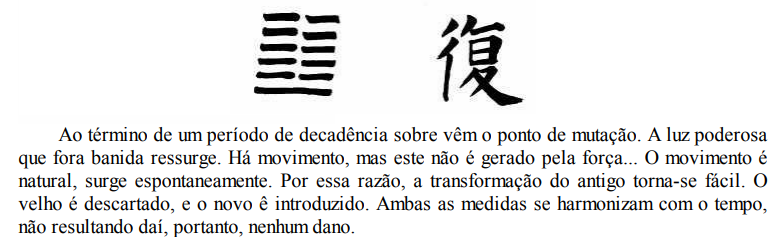 復
Ao término de um período de decadência sobre vêm o ponto de mutação. A luz poderosa
que fora banida ressurge. Há movimento, mas este não é gerado pela força... O movimento é
natural, surge espontaneamente. Por essa razão, a transformação do antigo torna-se fácil. O
velho é descartado, e o novo ê introduzido. Ambas as medidas se harmonizam com o tempo,
não resultando daí, portanto, nenhum dano.